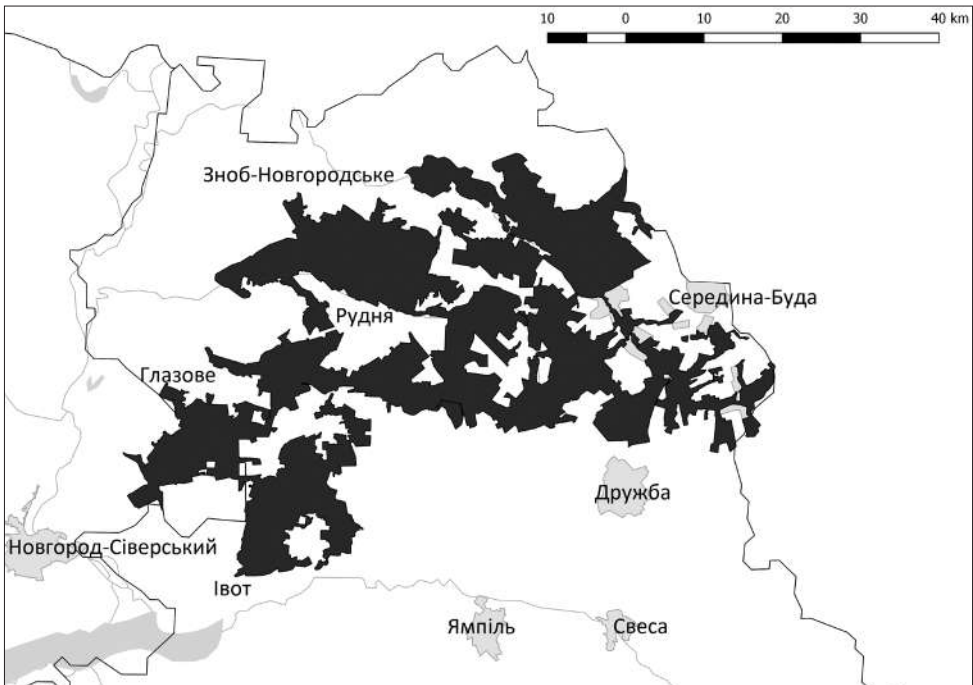 10 0 10 20 30 40 km
Зноб-Новгородське
Середина-Буда
Рудня
Глазове
Дружба
Новгород-Сіверський
Івот
Ямпіль
Свеса